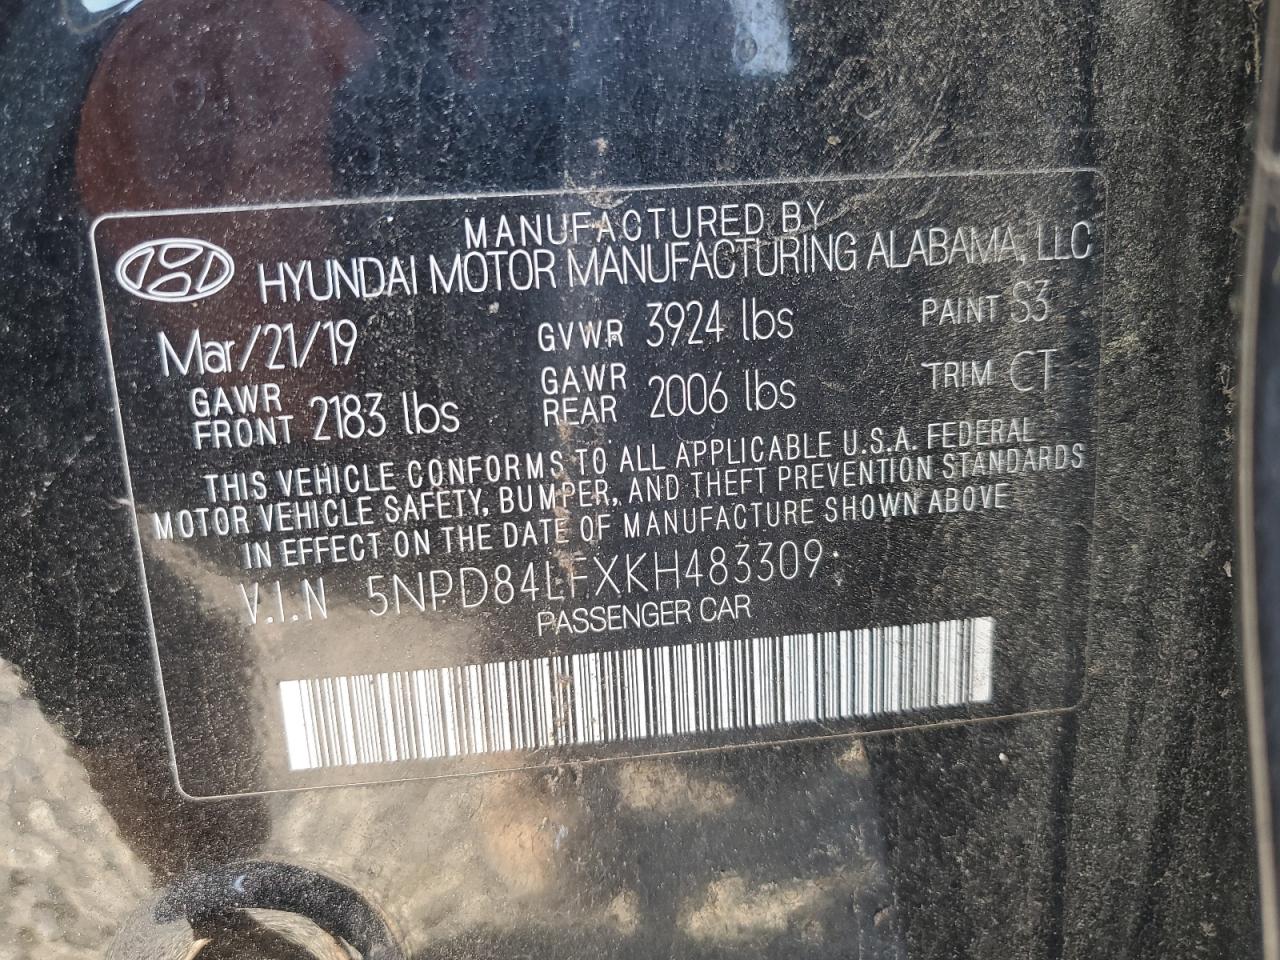 MANUFACTURED BY
HYUNDAI MOTOR MANUFACTURING ALABAMA, LLC
Mar/21/19 GVWR 3924 lbs PAINT S3
GAWR FRONT 2183 lbs GAWR REAR 2006 lbs TRIM CT
THIS VEHICLE CONFORMS TO ALL APPLICABLE U.S.A. FEDERAL
MOTOR VEHICLE SAFETY, BUMPER, AND THEFT PREVENTION STANDARDS
IN EFFECT ON THE DATE OF MANUFACTURE SHOWN ABOVE
V.I.N 5NPD84LFXKH483309
PASSENGER CAR